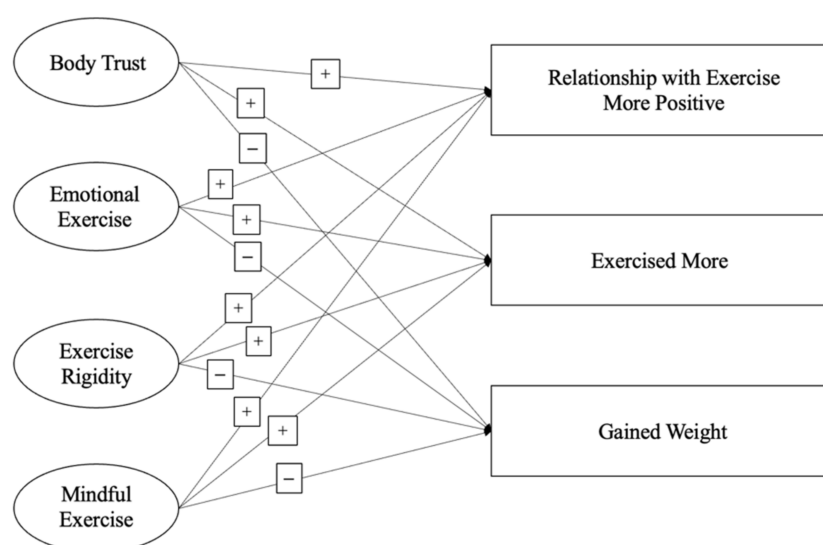 Body Trust
+
Relationship with Exercise
More Positive
+
−
Emotional
Exercise
+
+
−
Exercised More
Exercise
Rigidity
+
+
−
Gained Weight
+
+
−
Mindful
Exercise